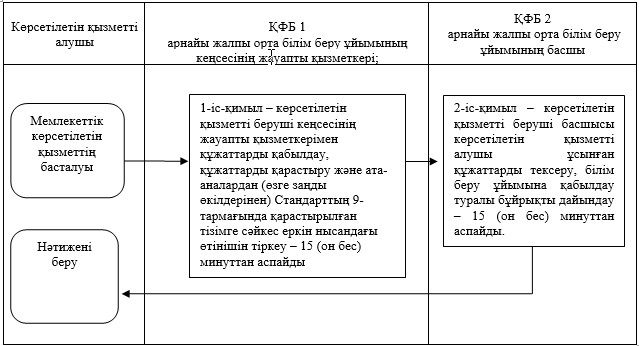 Көрсетілетін қызметті
алушы
ҚФБ 1
арнайы жалпы орта білім беру ұйымының
кеңсесінің жауапты қызметкері;
ҚФБ 2
арнайы жалпы орта білім беру
ұйымының басшы
Мемлекеттік
көрсетілетін
қызметтің
басталуы
1-іс-қимыл – көрсетілетін
қызметті беруші кеңсесінің
жауапты қызметкерімен
құжаттарды қабылдау,
құжаттарды қарастыру және ата-
аналардан (өзге заңды
өкілдерінен) Стандарттың 9-
тармағында қарастырылған
тізімге сәйкес еркін нысандағы
өтінішін тіркеу – 15 (он бес)
минуттан аспайды
2-іс-қимыл – көрсетілетін
қызметті беруші басшысы
көрсетілетін қызметті
алушы ұсынған
құжаттарды тексеру, білім
беру ұйымына қабылдау
туралы бұйрықты дайындау
– 15 (он бес) минуттан
аспайды.
Нәтижені
беру